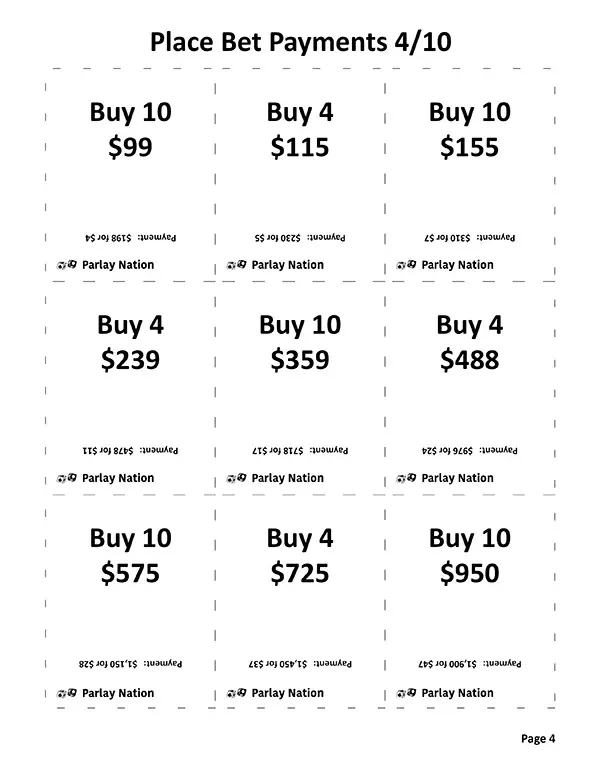 Place Bet Payments 4/10
Buy 10
$99
Payment: $198 for $4
Parlay Nation
Buy 4
$115
Payment: $230 for $5
Parlay Nation
Buy 10
$155
Payment: $310 for $7
Parlay Nation
Buy 4
$239
Payment: $478 for $11
Parlay Nation
Buy 10
$359
Payment: $718 for $17
Parlay Nation
Buy 4
$488
Payment: $976 for $24
Parlay Nation
Buy 10
$575
Payment: $1,150 for $28
Parlay Nation
Buy 4
$725
Payment: $1,450 for $37
Parlay Nation
Buy 10
$950
Payment: $1,900 for $47
Parlay Nation
Page 4